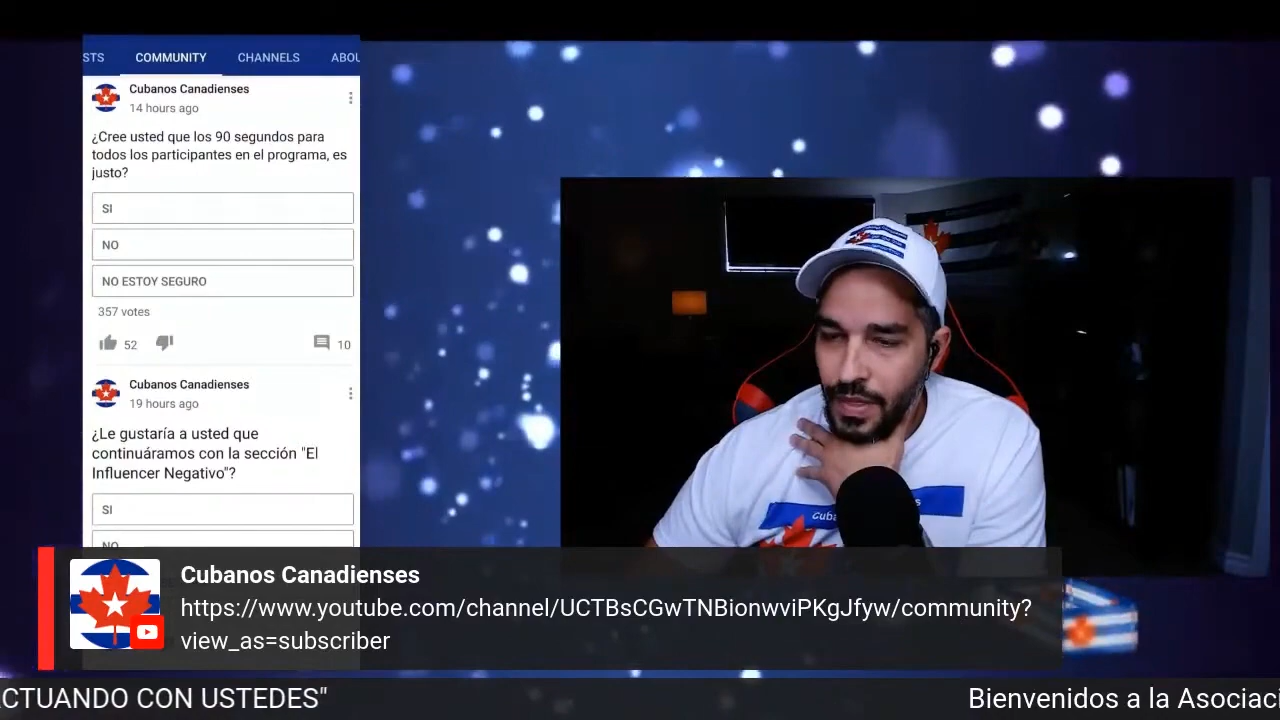 STS COMMUNITY CHANNELS ABOU
Cubanos Canadienses
14 hours ago
¿Cree usted que los 90 segundos para
todos los participantes en el programa, es
justo?
SI
NO
NO ESTOY SEGURO
357 votes
52
10
Cubanos Canadienses
19 hours ago
¿Le gustaría a usted que
continuáramos con la sección "El
Influencer Negativo"?
SI
NO
Cubanos Canadienses
https://www.youtube.com/channel/UCTBsCGwTNBionwviPKgJfyw/community?
view_as=subscriber
ACTUANDO CON USTEDES"
Bienvenidos a la Asociaci